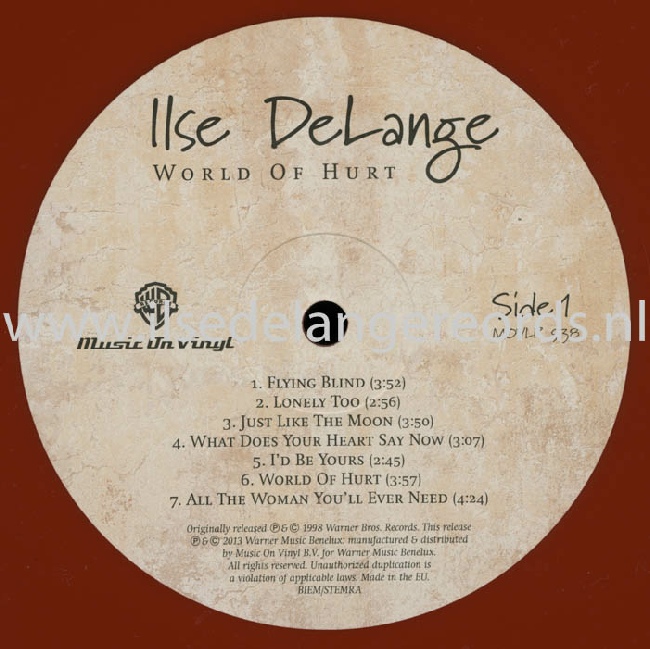 Ilse DeLange
WORLD OF HURT
Side 1
MOVLP 938
www.ilsedelangerecords.nl
Music On Vinyl
1. FLYING BLIND (3:52)
2. LONELY TOO (2:56)
3. JUST LIKE THE MOON (3:50)
4. WHAT DOES YOUR HEART SAY NOW (3:07)
5. I'D BE YOURS (2:45)
6. WORLD OF HURT (3:57)
7. ALL THE WOMAN YOU'LL EVER NEED (4:24)
Originally released ℗ & © 1998 Warner Bros. Records. This release
℗ & © 2013 Warner Music Benelux. manufactured & distributed
by Music On Vinyl B.V. for Warner Music Benelux.
All rights reserved. Unauthorized duplication is
a violation of applicable laws. Made in the EU.
BIEM/STEMRA